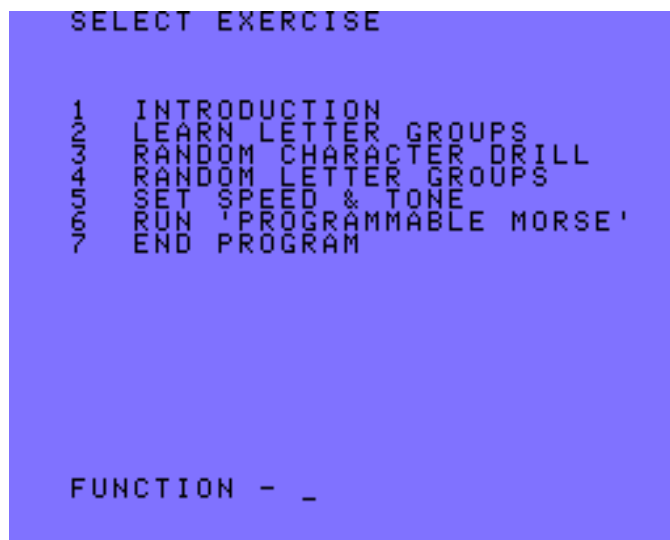 SELECT EXERCISE
1 INTRODUCTION
2 LEARN LETTER GROUPS
3 RANDOM CHARACTER DRILL
4 RANDOM LETTER GROUPS
5 SET SPEED & TONE
6 RUN 'PROGRAMMABLE MORSE'
7 END PROGRAM
FUNCTION - _